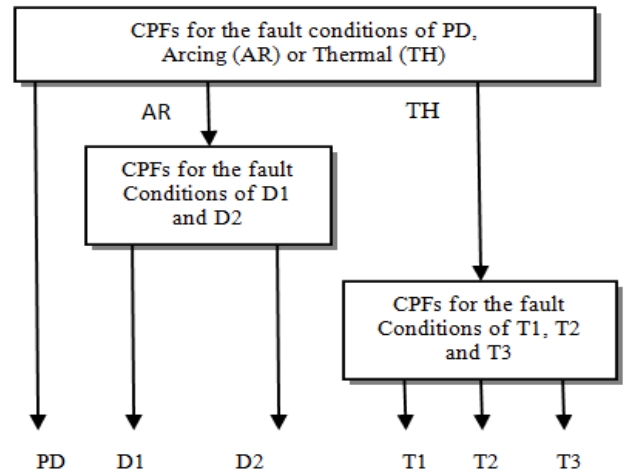 CPFs for the fault conditions of PD,
Arcing (AR) or Thermal (TH)
AR
TH
CPFs for the fault
Conditions of D1
and D2
CPFs for the fault
Conditions of T1, T2
and T3
PD D1 D2 T1 T2 T3